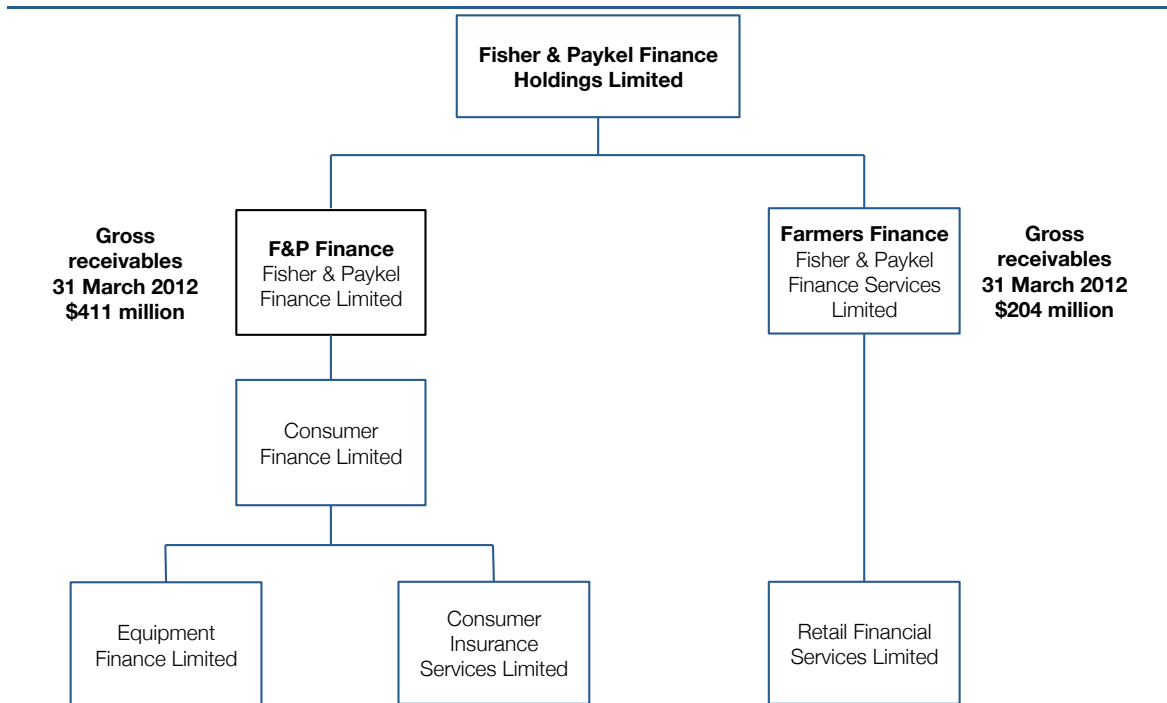 Fisher & Paykel Finance
Holdings Limited
Gross
receivables
31 March 2012
$411 million
F&P Finance
Fisher & Paykel
Finance Limited
Farmers Finance
Fisher & Paykel
Finance Services
Limited
Gross
receivables
31 March 2012
$204 million
Consumer
Finance Limited
Equipment
Finance Limited
Consumer
Insurance
Services Limited
Retail Financial
Services Limited